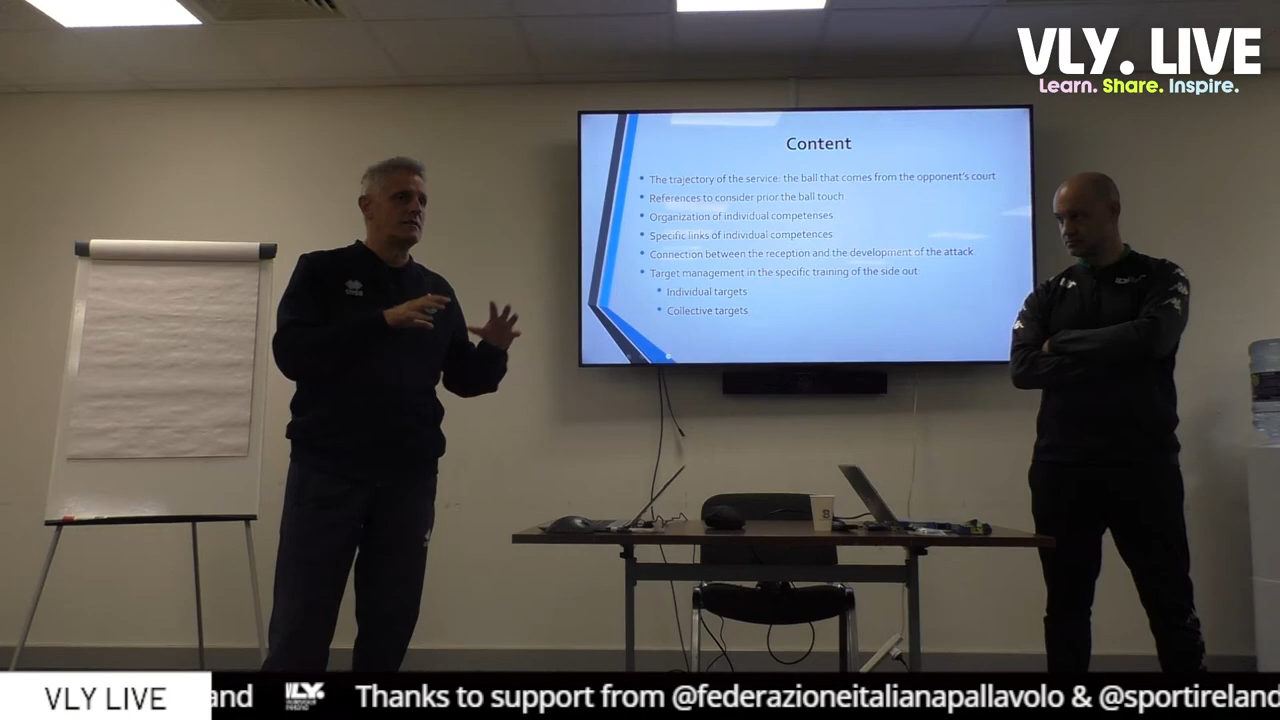 VLY. LIVE
Learn. Share. Inspire.
Content
The trajectory of the service: the ball that comes from the opponent's court
References to consider prior the ball touch
Organization of individual competenses
Specific links of individual competences
Connection between the reception and the development of the attack
Target management in the specific training of the side out:
Individual targets
Collective targets
VLY LIVE
and VLY. Thanks to support from @federazioneitalianapallavolo & @sportireland